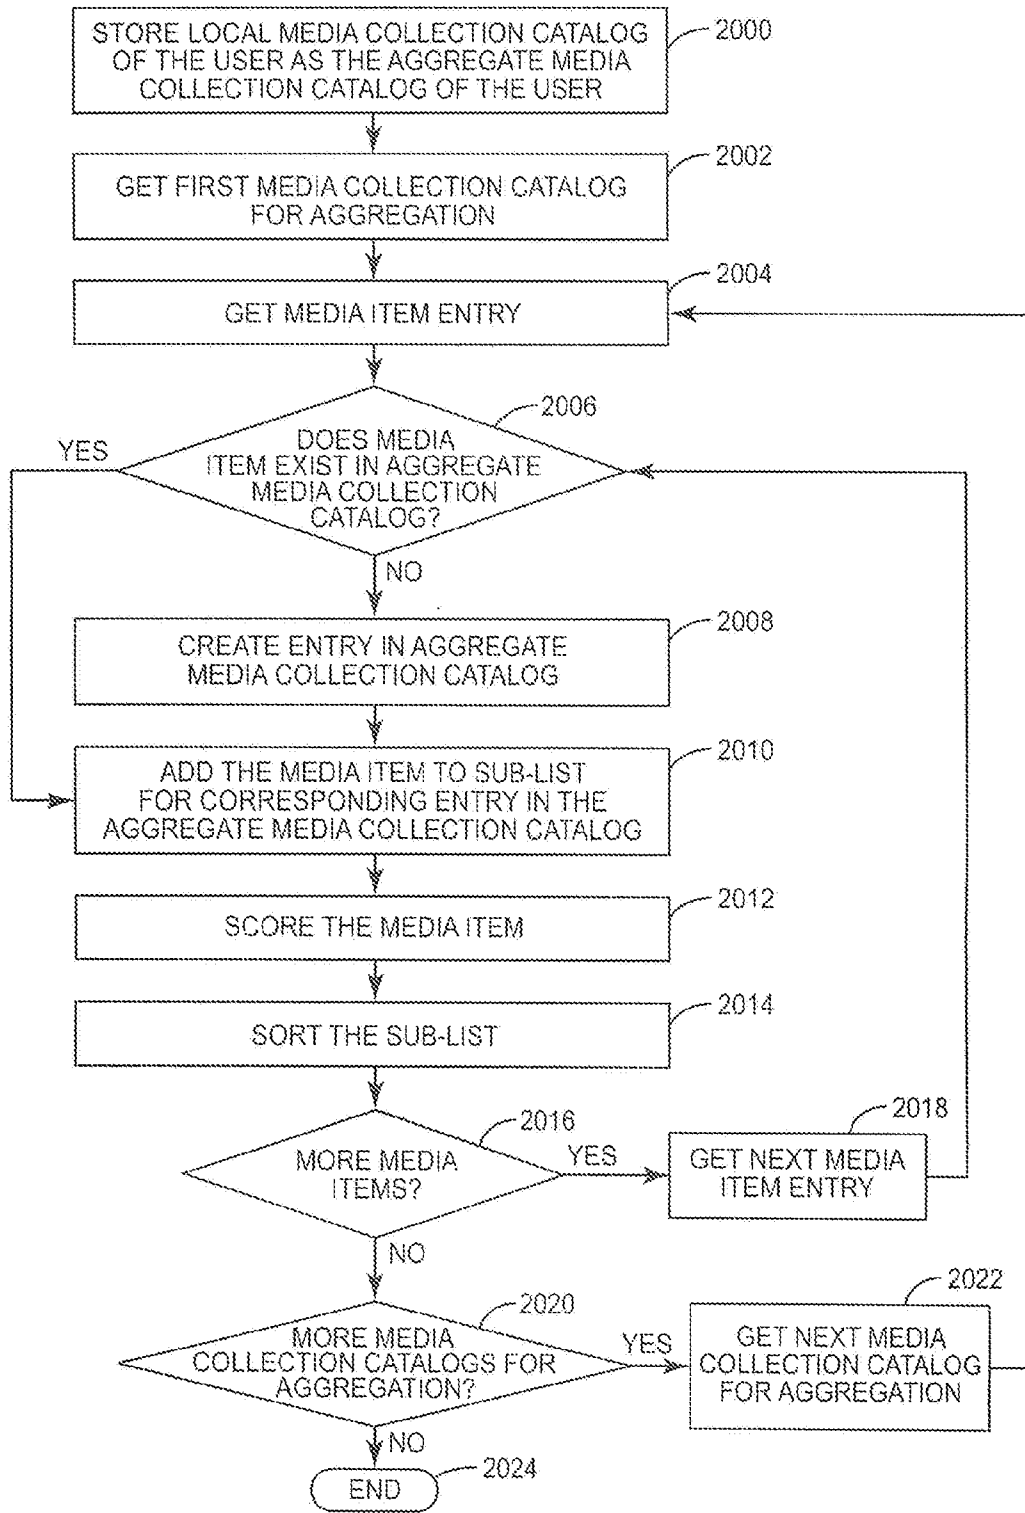 STORE LOCAL MEDIA COLLECTION CATALOG
OF THE USER AS THE AGGREGATE MEDIA
COLLECTION CATALOG OF THE USER
2000
GET FIRST MEDIA COLLECTION CATALOG
FOR AGGREGATION
2002
GET MEDIA ITEM ENTRY
2004
DOES MEDIA
ITEM EXIST IN AGGREGATE
MEDIA COLLECTION
CATALOG?
2006
YES
NO
CREATE ENTRY IN AGGREGATE
MEDIA COLLECTION CATALOG
2008
ADD THE MEDIA ITEM TO SUB-LIST
FOR CORRESPONDING ENTRY IN THE
AGGREGATE MEDIA COLLECTION CATALOG
2010
SCORE THE MEDIA ITEM
2012
SORT THE SUB-LIST
2014
MORE MEDIA
ITEMS?
2016
YES
GET NEXT MEDIA
ITEM ENTRY
2018
NO
MORE MEDIA
COLLECTION CATALOGS FOR
AGGREGATION?
2020
YES
GET NEXT MEDIA
COLLECTION CATALOG
FOR AGGREGATION
2022
NO
END
2024